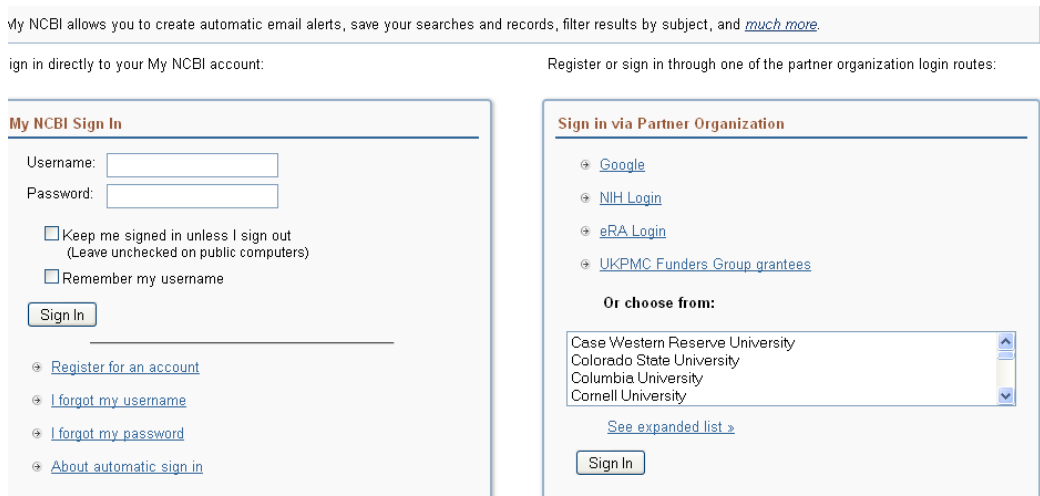 My NCBI allows you to create automatic email alerts, save your searches and records, filter results by subject, and much more.
ign in directly to your My NCBI account:
Register or sign in through one of the partner organization login routes:
My NCBI Sign In
Username:
Password:
Keep me signed in unless I sign out
(Leave unchecked on public computers)
Remember my username
Sign In
Register for an account
I forgot my username
I forgot my password
About automatic sign in
Sign in via Partner Organization
Google
NIH Login
eRA Login
UKPMC Funders Group grantees
Or choose from:
Case Western Reserve University
Colorado State University
Columbia University
Cornell University
See expanded list »
Sign In